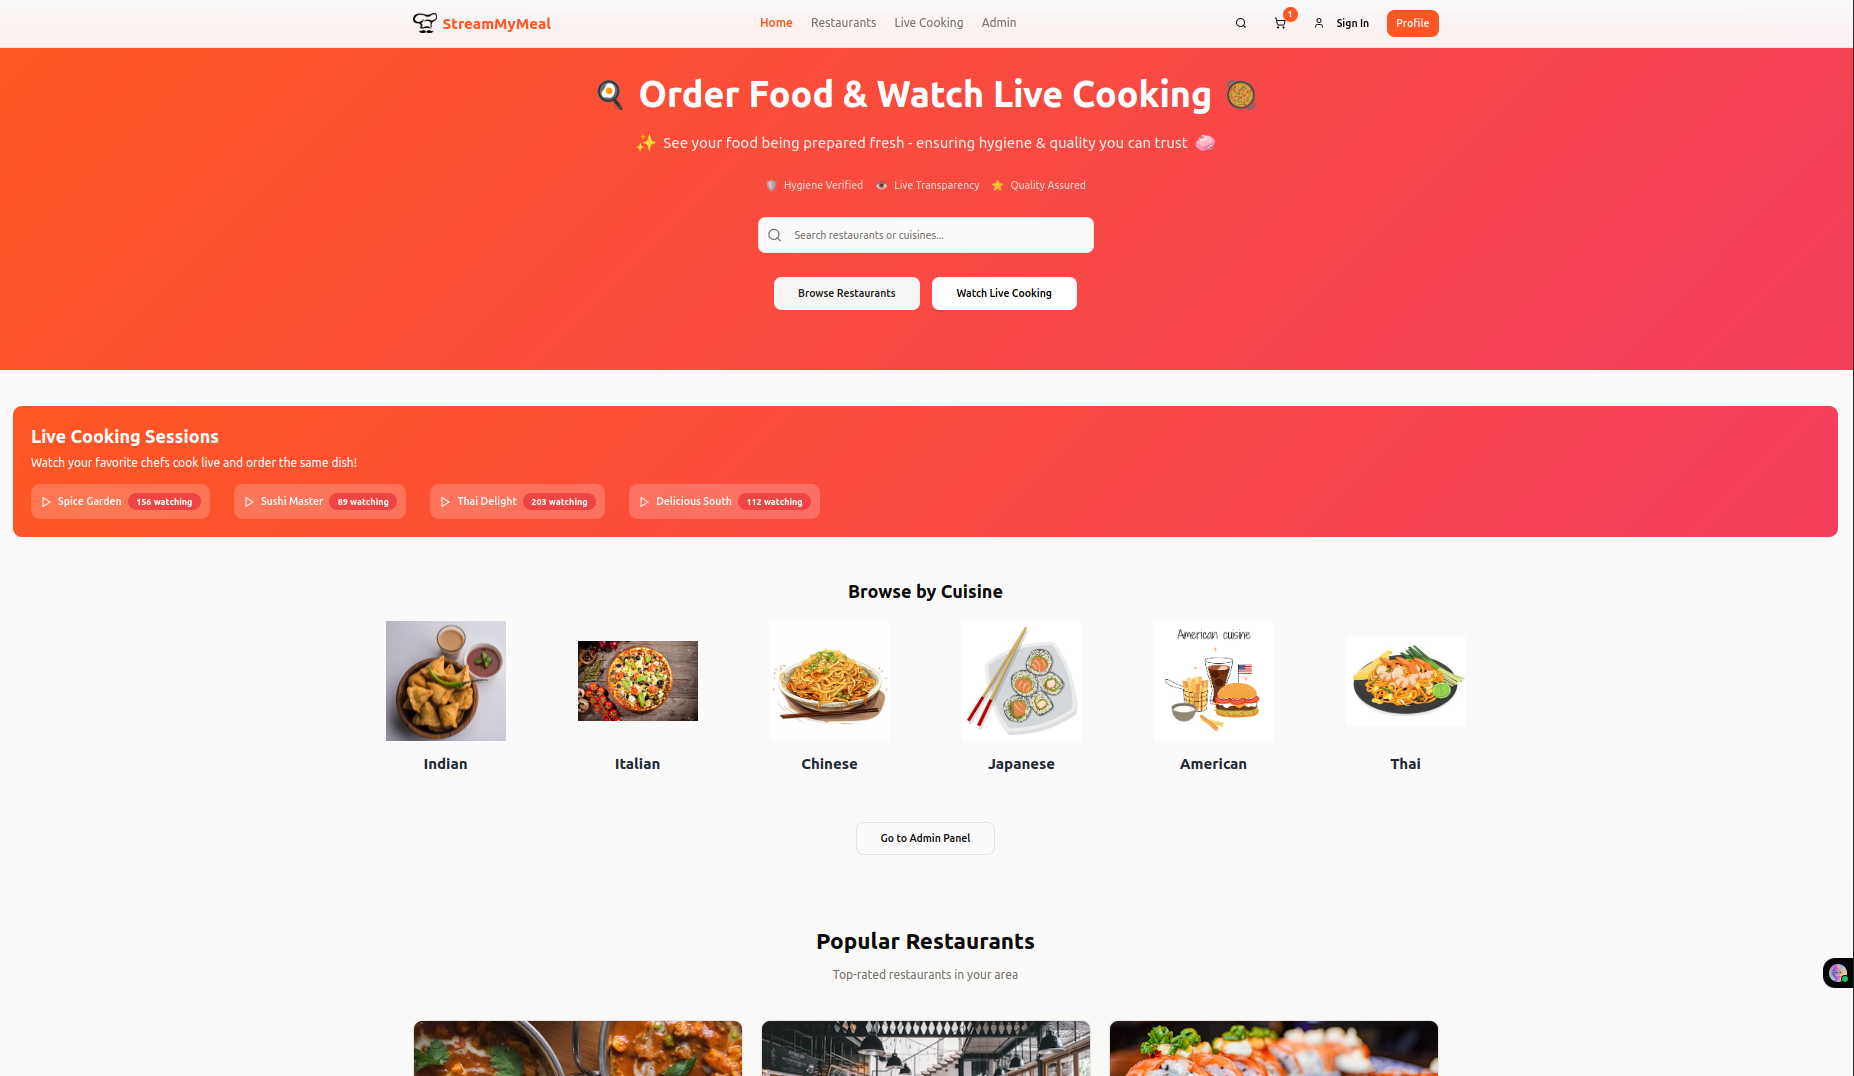 StreamMyMeal
Home Restaurants Live Cooking Admin
1
Sign In
Profile
Order Food & Watch Live Cooking
See your food being prepared fresh - ensuring hygiene & quality you can trust
Hygiene Verified Live Transparency Quality Assured
Search restaurants or cuisines...
Browse Restaurants Watch Live Cooking
Live Cooking Sessions
Watch your favorite chefs cook live and order the same dish!
Spice Garden 156 watching Sushi Master 89 watching Thai Delight 203 watching Delicious South 112 watching
Browse by Cuisine
American cuisine
Indian Italian Chinese Japanese American Thai
Go to Admin Panel
Popular Restaurants
Top-rated restaurants in your area